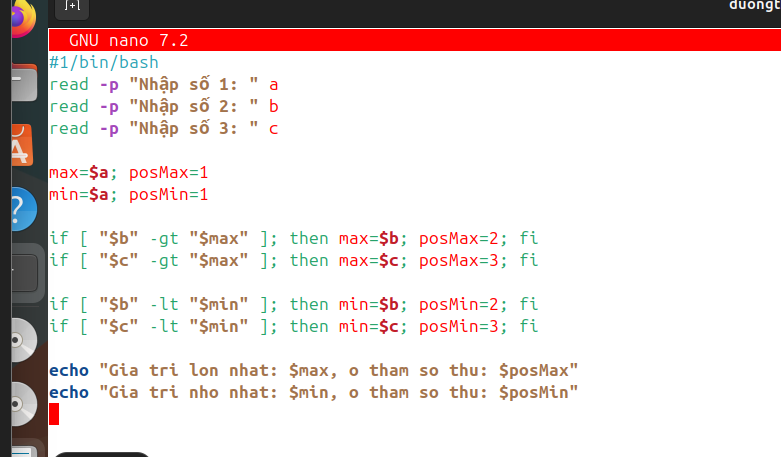 duongt
GNU nano 7.2
#1/bin/bash
read -p "Nhập số 1: " a
read -p "Nhập số 2: " b
read -p "Nhập số 3: " c
max=$a; posMax=1
min=$a; posMin=1
if [ "$b" -gt "$max" ]; then max=$b; posMax=2; fi
if [ "$c" -gt "$max" ]; then max=$c; posMax=3; fi
if [ "$b" -lt "$min" ]; then min=$b; posMin=2; fi
if [ "$c" -lt "$min" ]; then min=$c; posMin=3; fi
echo "Gia tri lon nhat: $max, o tham so thu: $posMax"
echo "Gia tri nho nhat: $min, o tham so thu: $posMin"